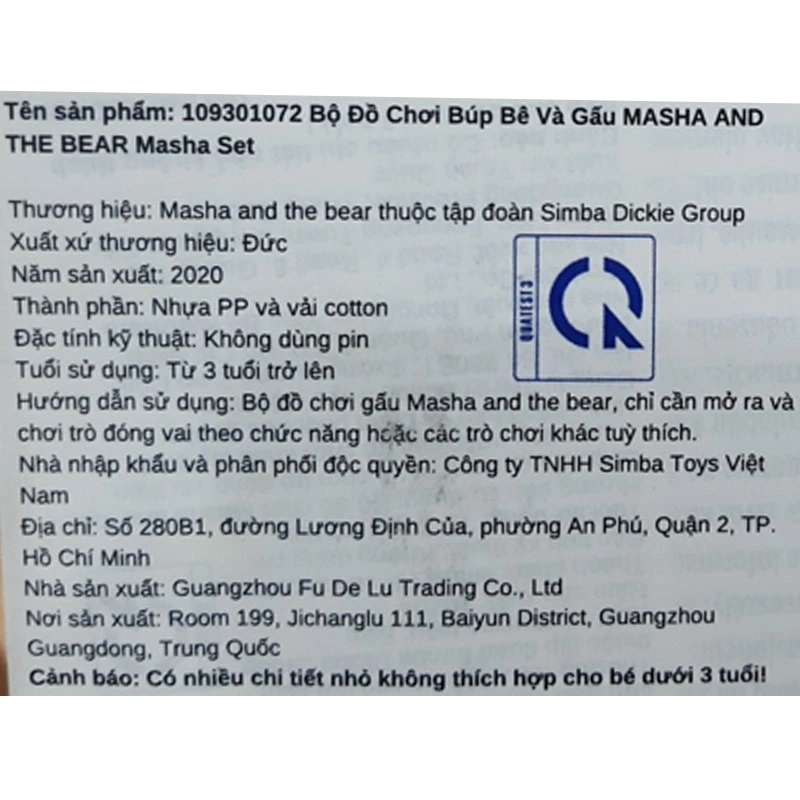 Tên sản phẩm: 109301072 Bộ Đồ Chơi Búp Bê Và Gấu MASHA AND
THE BEAR Masha Set
Thương hiệu: Masha and the bear thuộc tập đoàn Simba Dickie Group
Xuất xứ thương hiệu: Đức
Năm sản xuất: 2020
Thành phần: Nhựa PP và vải cotton
Đặc tính kỹ thuật: Không dùng pin
Tuổi sử dụng: Từ 3 tuổi trở lên
QUATEST 3
Hướng dẫn sử dụng: Bộ đồ chơi gấu Masha and the bear, chỉ cần mở ra và
chơi trò đóng vai theo chức năng hoặc các trò chơi khác tuỳ thích.
Nhà nhập khẩu và phân phối độc quyền: Công ty TNHH Simba Toys Việt
Nam
Địa chỉ: Số 280B1, đường Lương Định Của, phường An Phú, Quận 2, TP.
Hồ Chí Minh
Nhà sản xuất: Guangzhou Fu De Lu Trading Co., Ltd
Nơi sản xuất: Room 199, Jichanglu 111, Baiyun District, Guangzhou
Guangdong, Trung Quốc
Cảnh báo: Có nhiều chi tiết nhỏ không thích hợp cho bé dưới 3 tuổi!